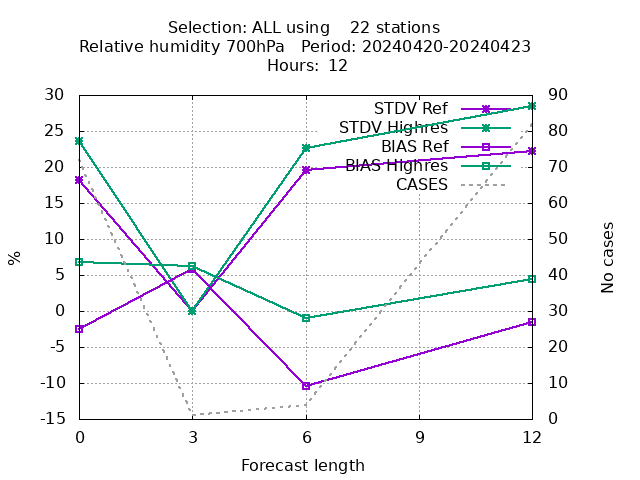 Selection: ALL using    22 stations
Relative humidity 700hPa   Period: 20240420-20240423
Hours: 12
30 90
STDV Ref
25 80
STDV Highres
BIAS Ref
20 70
BIAS Highres
CASES
15 60
10 50
5 40
0 30
-5 20
-10 10
-15 0
%
No cases
0 3 6 9 12
Forecast length